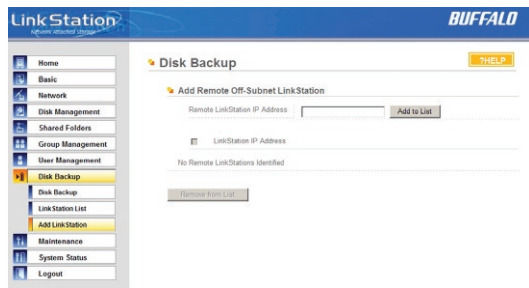 LinkStation
Network Attached Storage
BUFFALO
Home
Basic
Network
Disk Management
Shared Folders
Group Management
User Management
Disk Backup
Disk Backup
LinkStation List
Add LinkStation
Maintenance
System Status
Logout
Disk Backup
?HELP
Add Remote Off-Subnet LinkStation
Remote LinkStation IP Address
Add to List
LinkStation IP Address
No Remote LinkStations Identified
Remove from List